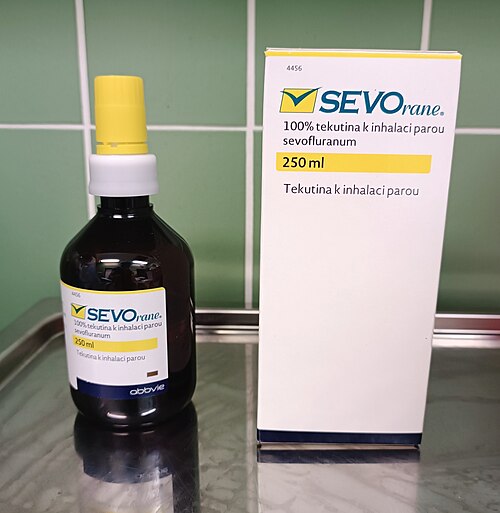 4456
SEVOrane®
100% tekutina k inhalaci parou
sevofluranum
250 ml
Tekutina k inhalaci parou
4456
SEVOrane®
100% tekutina k inhalaci parou
sevofluranum
250 ml
Tekutina k inhalaci parou
abbvie